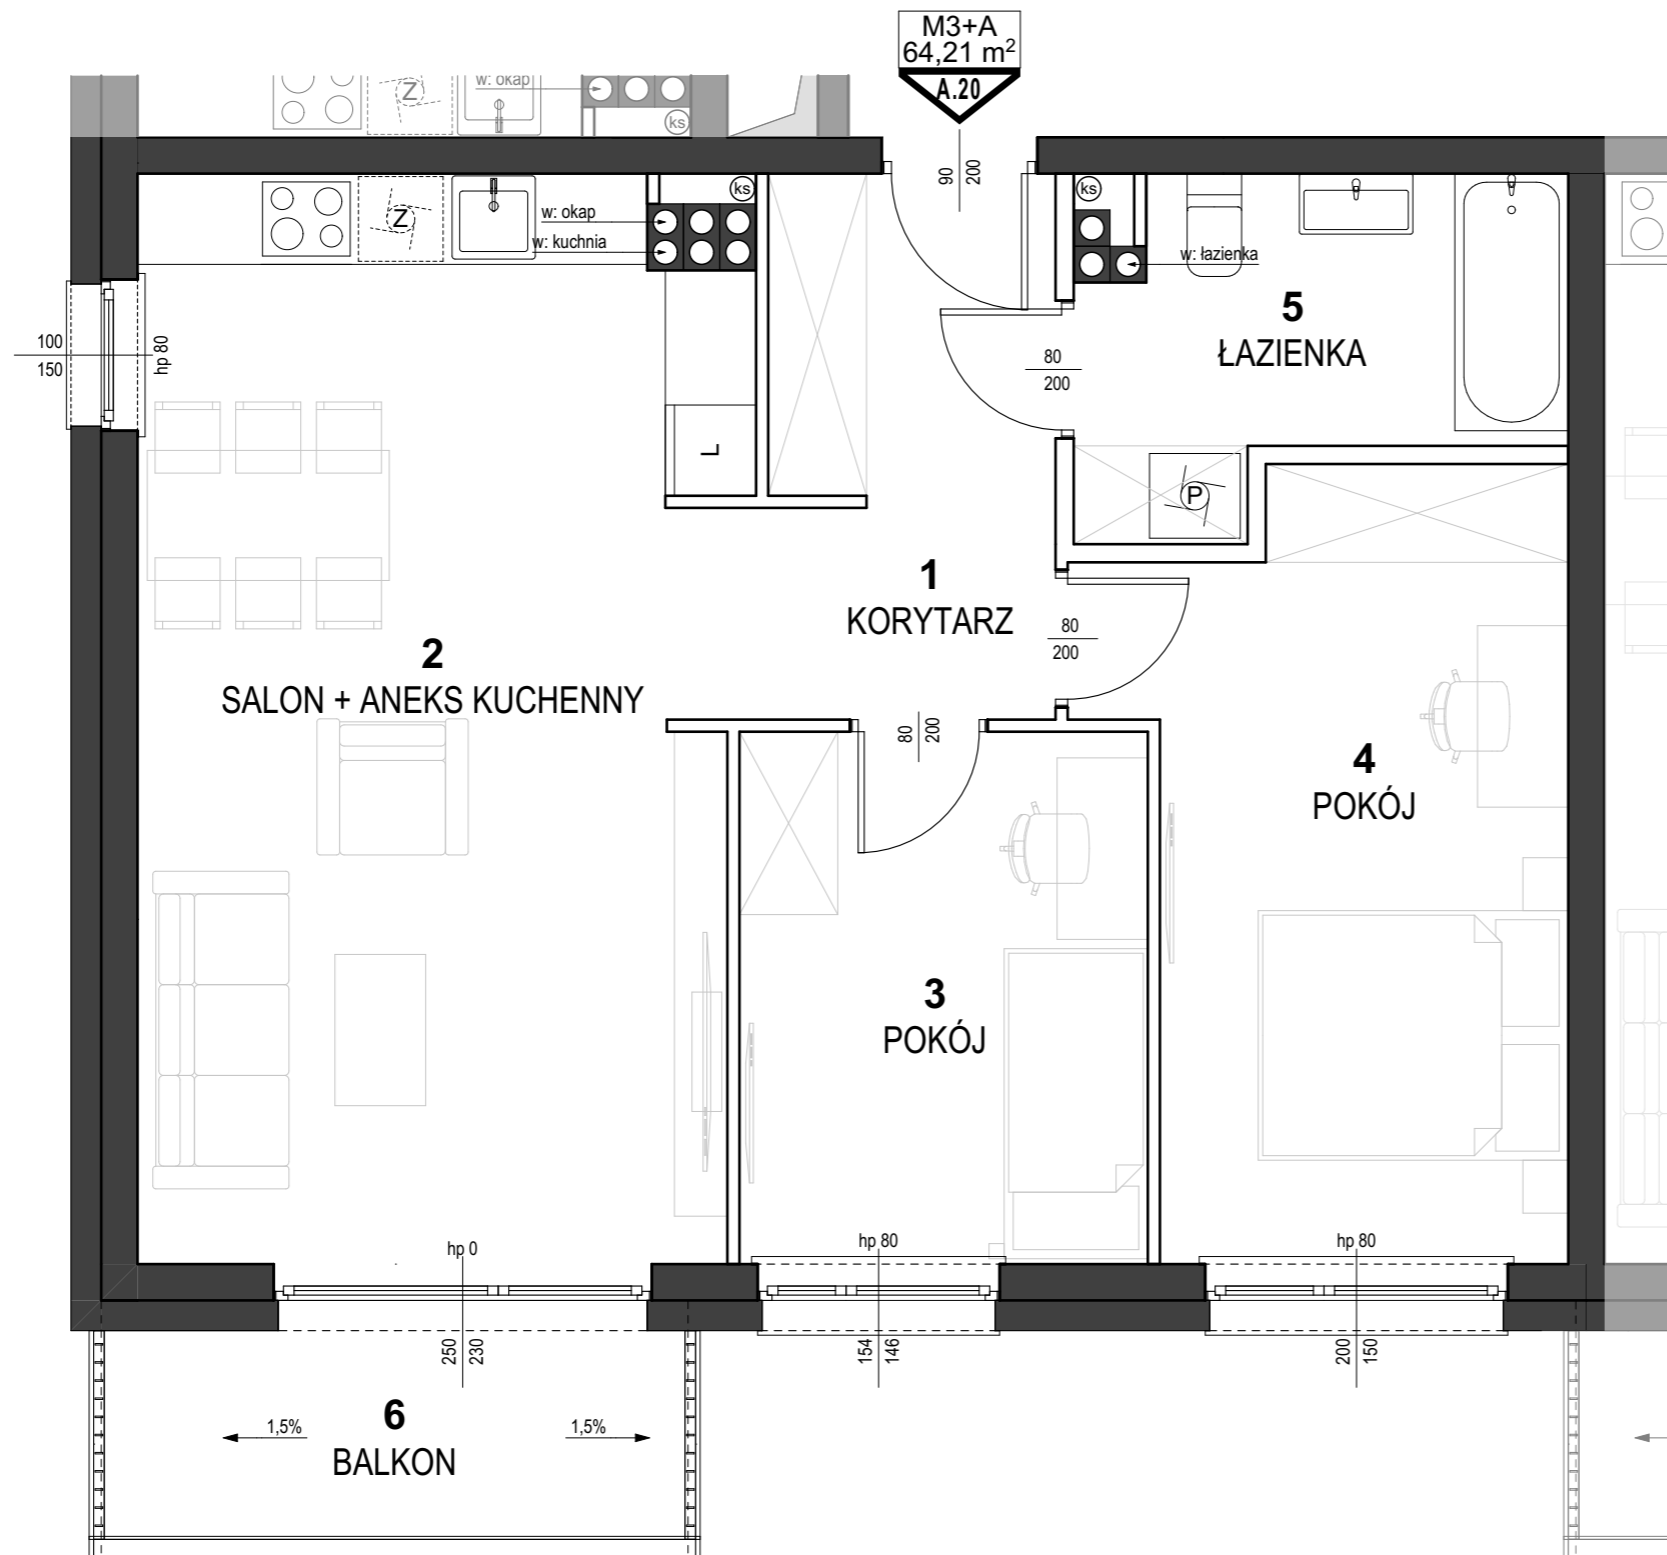 M3+A
64,21 m²
A.20
w: okap
Z
ks
90
200
Z
w: okap
w: kuchnia
ks
ks
w: łazienka
5
ŁAZIENKA
100
150
hp 80
80
200
L
P
1
KORYTARZ
80
200
2
SALON + ANEKS KUCHENNY
80
200
4
POKÓJ
3
POKÓJ
hp 0
hp 80
hp 80
250
230
154
146
200
150
6
BALKON
1,5%
1,5%